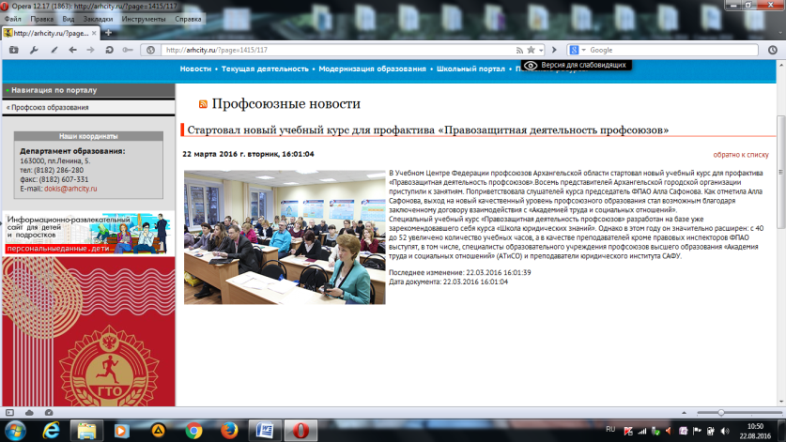 Opera 12.17 (1863): http://arhcity.ru/?page=1415/117
Файл Правка Вид Закладки Инструменты Справка
http://arhcity.ru/?page...
http://arhcity.ru/?page=1415/117
Google
Версия для слабовидящих
Новости • Текущая деятельность • Модернизация образования • Школьный портал •
Навигация по порталу
« Профсоюз образования
Наши координаты
Департамент образования:
163000, пл.Ленина, 5.
тел: (8182) 286-280
факс: (8182) 607-331
E-mail: dokis@arhcity.ru
Информационно-развлекательный
сайт для детей
и подростков
персональныеданные.дети
ГТО
Профсоюзные новости
Стартовал новый учебный курс для профактива «Правозащитная деятельность профсоюзов»
22 марта 2016 г. вторник, 16:01:04
обратно к списку
В Учебном Центре Федерации профсоюзов Архангельской области стартовал новый учебный курс для профактива
«Правозащитная деятельность профсоюзов».Восемь представителей Архангельской городской организации
приступили к занятиям. Поприветствовала слушателей курса председатель ФПАО Алла Сафонова. Как отметила Алла
Сафонова, выход на новый качественный уровень профсоюзного образования стал возможным благодаря
заключенному договору взаимодействия с «Академией труда и социальных отношений».
Специальный учебный курс «Правозащитная деятельность профсоюзов» разработан на базе уже
зарекомендовавшего себя курса «Школа юридических знаний». Однако в этом году он значительно расширен: с 40
до 52 увеличено количество учебных часов, а в качестве преподавателей кроме правовых инспекторов ФПАО
выступят, в том числе, специалисты образовательного учреждения профсоюзов высшего образования «Академия
труда и социальных отношений» (АТиСО) и преподаватели юридического института САФУ.
Последнее изменение: 22.03.2016 16:01:39
Дата документа: 22.03.2016 16:01:04
RU
10:50
22.08.2016